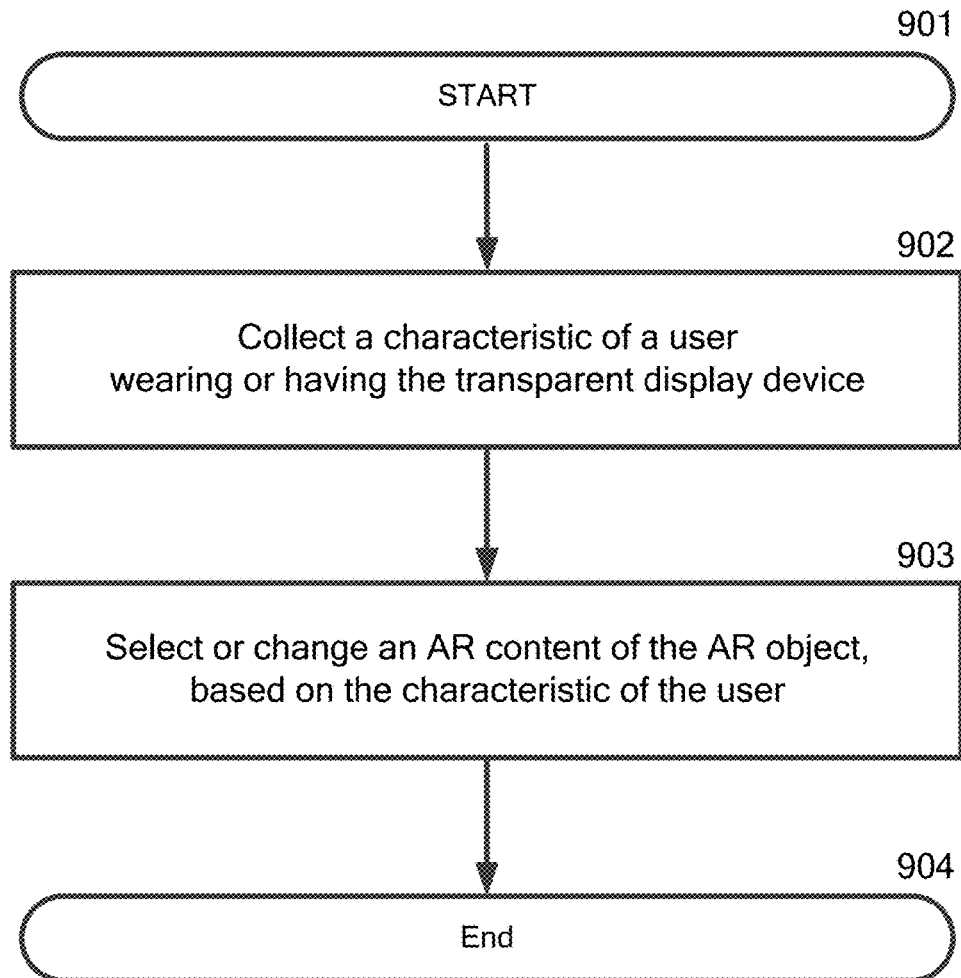 901
START
902
Collect a characteristic of a user
wearing or having the transparent display device
903
Select or change an AR content of the AR object,
based on the characteristic of the user
904
End